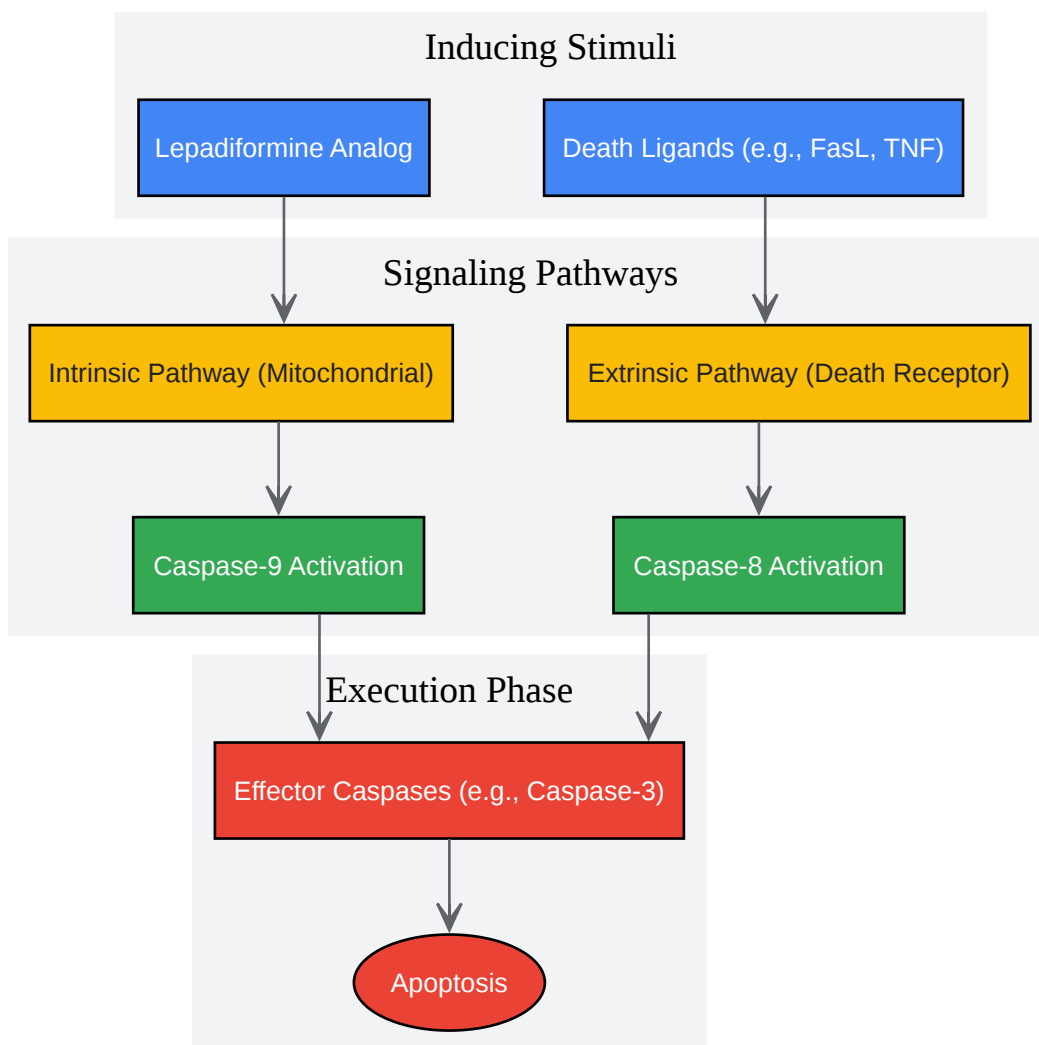 Inducing Stimuli
Lepadiformine Analog
Death Ligands (e.g., FasL, TNF)
Signaling Pathways
Intrinsic Pathway (Mitochondrial)
Extrinsic Pathway (Death Receptor)
Caspase-9 Activation
Caspase-8 Activation
Execution Phase
Effector Caspases (e.g., Caspase-3)
Apoptosis